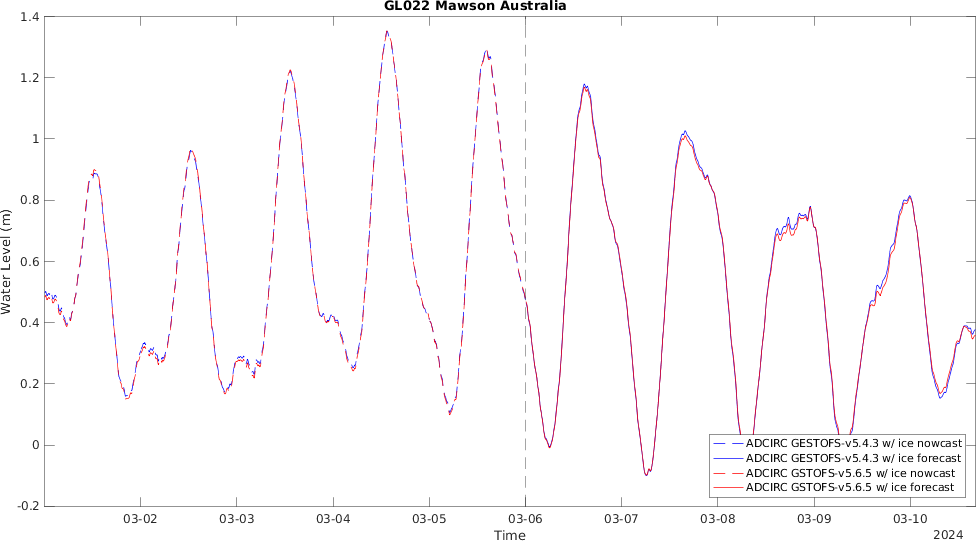 GL022 Mawson Australia
1.4
1.2
1
0.8
0.6
0.4
0.2
0
-0.2
Water Level (m)
ADCIRC GESTOFS-v5.4.3 w/ ice nowcast
ADCIRC GESTOFS-v5.4.3 w/ ice forecast
ADCIRC GSTOFS-v5.6.5 w/ ice nowcast
ADCIRC GSTOFS-v5.6.5 w/ ice forecast
03-02 03-03 03-04 03-05 03-06 03-07 03-08 03-09 03-10
Time
2024